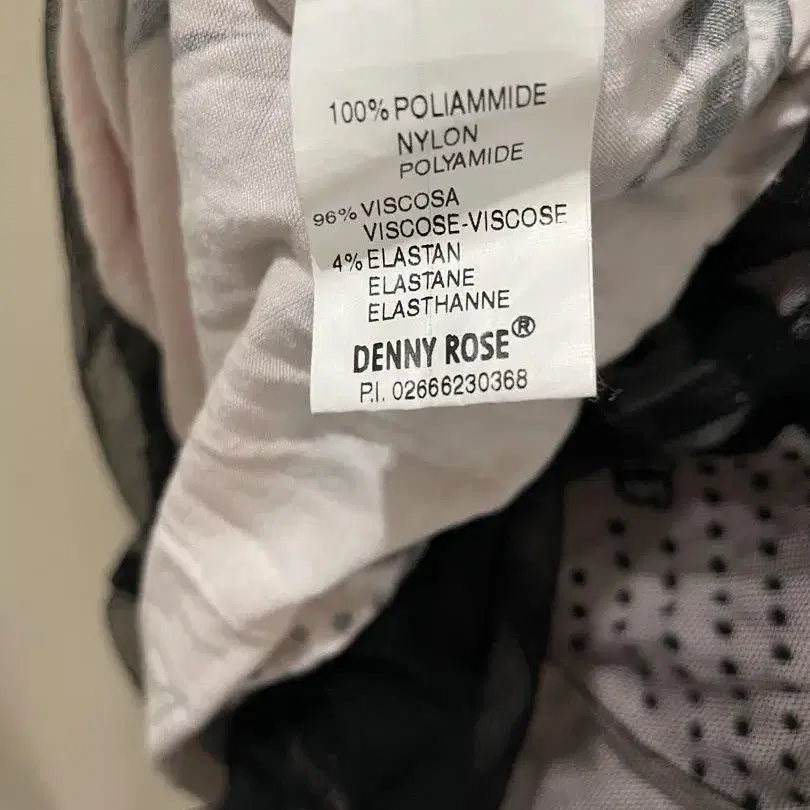 100% POLIAMMIDE
NYLON
POLYAMIDE
96% VISCOSA
VISCOSE-VISCOSE
4% ELASTAN
ELASTANE
ELASTHANNE
DENNY ROSE®
P.I. 02666230368